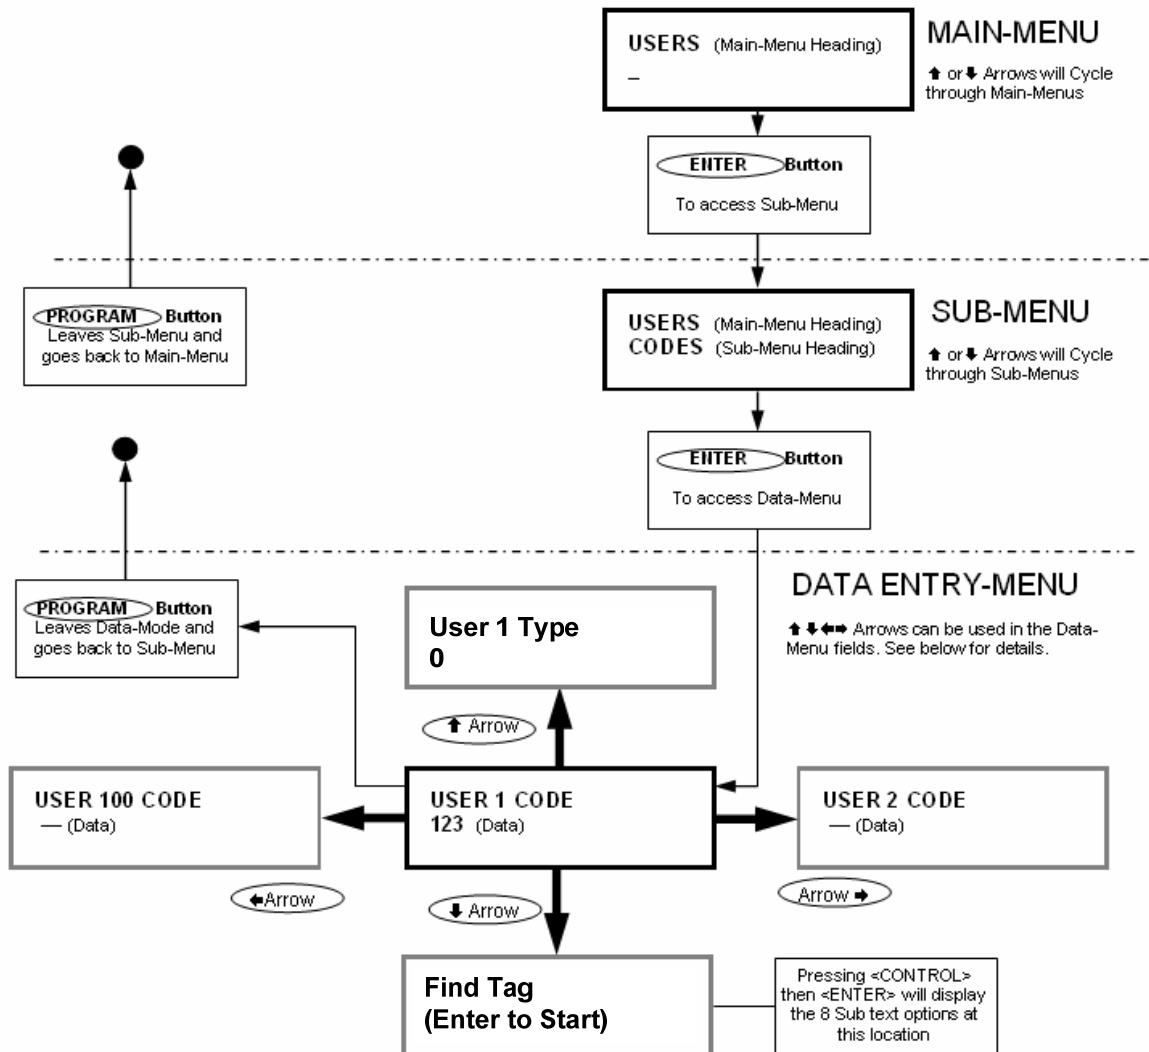 USERS (Main-Menu Heading)
_
MAIN-MENU
⬆ or ⬇ Arrows will Cycle
through Main-Menus
ENTER Button
To access Sub-Menu
PROGRAM Button
Leaves Sub-Menu and
goes back to Main-Menu
USERS (Main-Menu Heading)
CODES (Sub-Menu Heading)
SUB-MENU
⬆ or ⬇ Arrows will Cycle
through Sub-Menus
ENTER Button
To access Data-Menu
PROGRAM Button
Leaves Data-Mode and
goes back to Sub-Menu
User 1 Type
0
DATA ENTRY-MENU
⬆⬇⬅➡ Arrows can be used in the Data-
Menu fields. See below for details.
⬆ Arrow
USER 100 CODE
— (Data)
USER 1 CODE
123 (Data)
USER 2 CODE
— (Data)
⬅Arrow
⬇ Arrow
Arrow ➡
Find Tag
(Enter to Start)
Pressing <CONTROL>
then <ENTER> will display
the 8 Sub text options at
this location